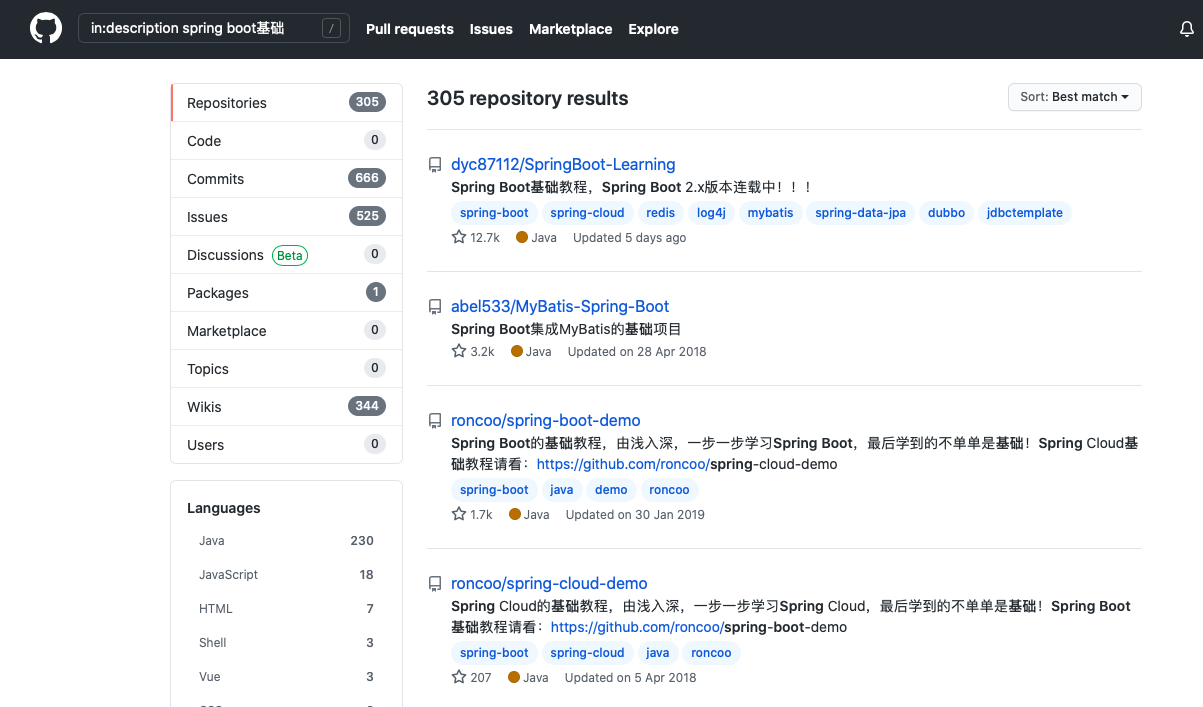 in:description spring boot基础 /
Pull requests Issues Marketplace Explore
Repositories 305
Code 0
Commits 666
Issues 525
Discussions Beta 0
Packages 1
Marketplace 0
Topics 0
Wikis 344
Users 0
Languages
Java 230
JavaScript 18
HTML 7
Shell 3
Vue 3
305 repository results
Sort: Best match
dyc87112/SpringBoot-Learning
Spring Boot基础教程，Spring Boot 2.x版本连载中！！！
spring-boot spring-cloud redis log4j mybatis spring-data-jpa dubbo jdbctemplate
12.7k Java Updated 5 days ago
abel533/MyBatis-Spring-Boot
Spring Boot集成MyBatis的基础项目
3.2k Java Updated on 28 Apr 2018
roncoo/spring-boot-demo
Spring Boot的基础教程，由浅入深，一步一步学习Spring Boot，最后学到的不单单是基础！Spring Cloud基
础教程请看：https://github.com/roncoo/spring-cloud-demo
spring-boot java demo roncoo
1.7k Java Updated on 30 Jan 2019
roncoo/spring-cloud-demo
Spring Cloud的基础教程，由浅入深，一步一步学习Spring Cloud，最后学到的不单单是基础！Spring Boot
基础教程请看：https://github.com/roncoo/spring-boot-demo
spring-boot spring-cloud java roncoo
207 Java Updated on 5 Apr 2018